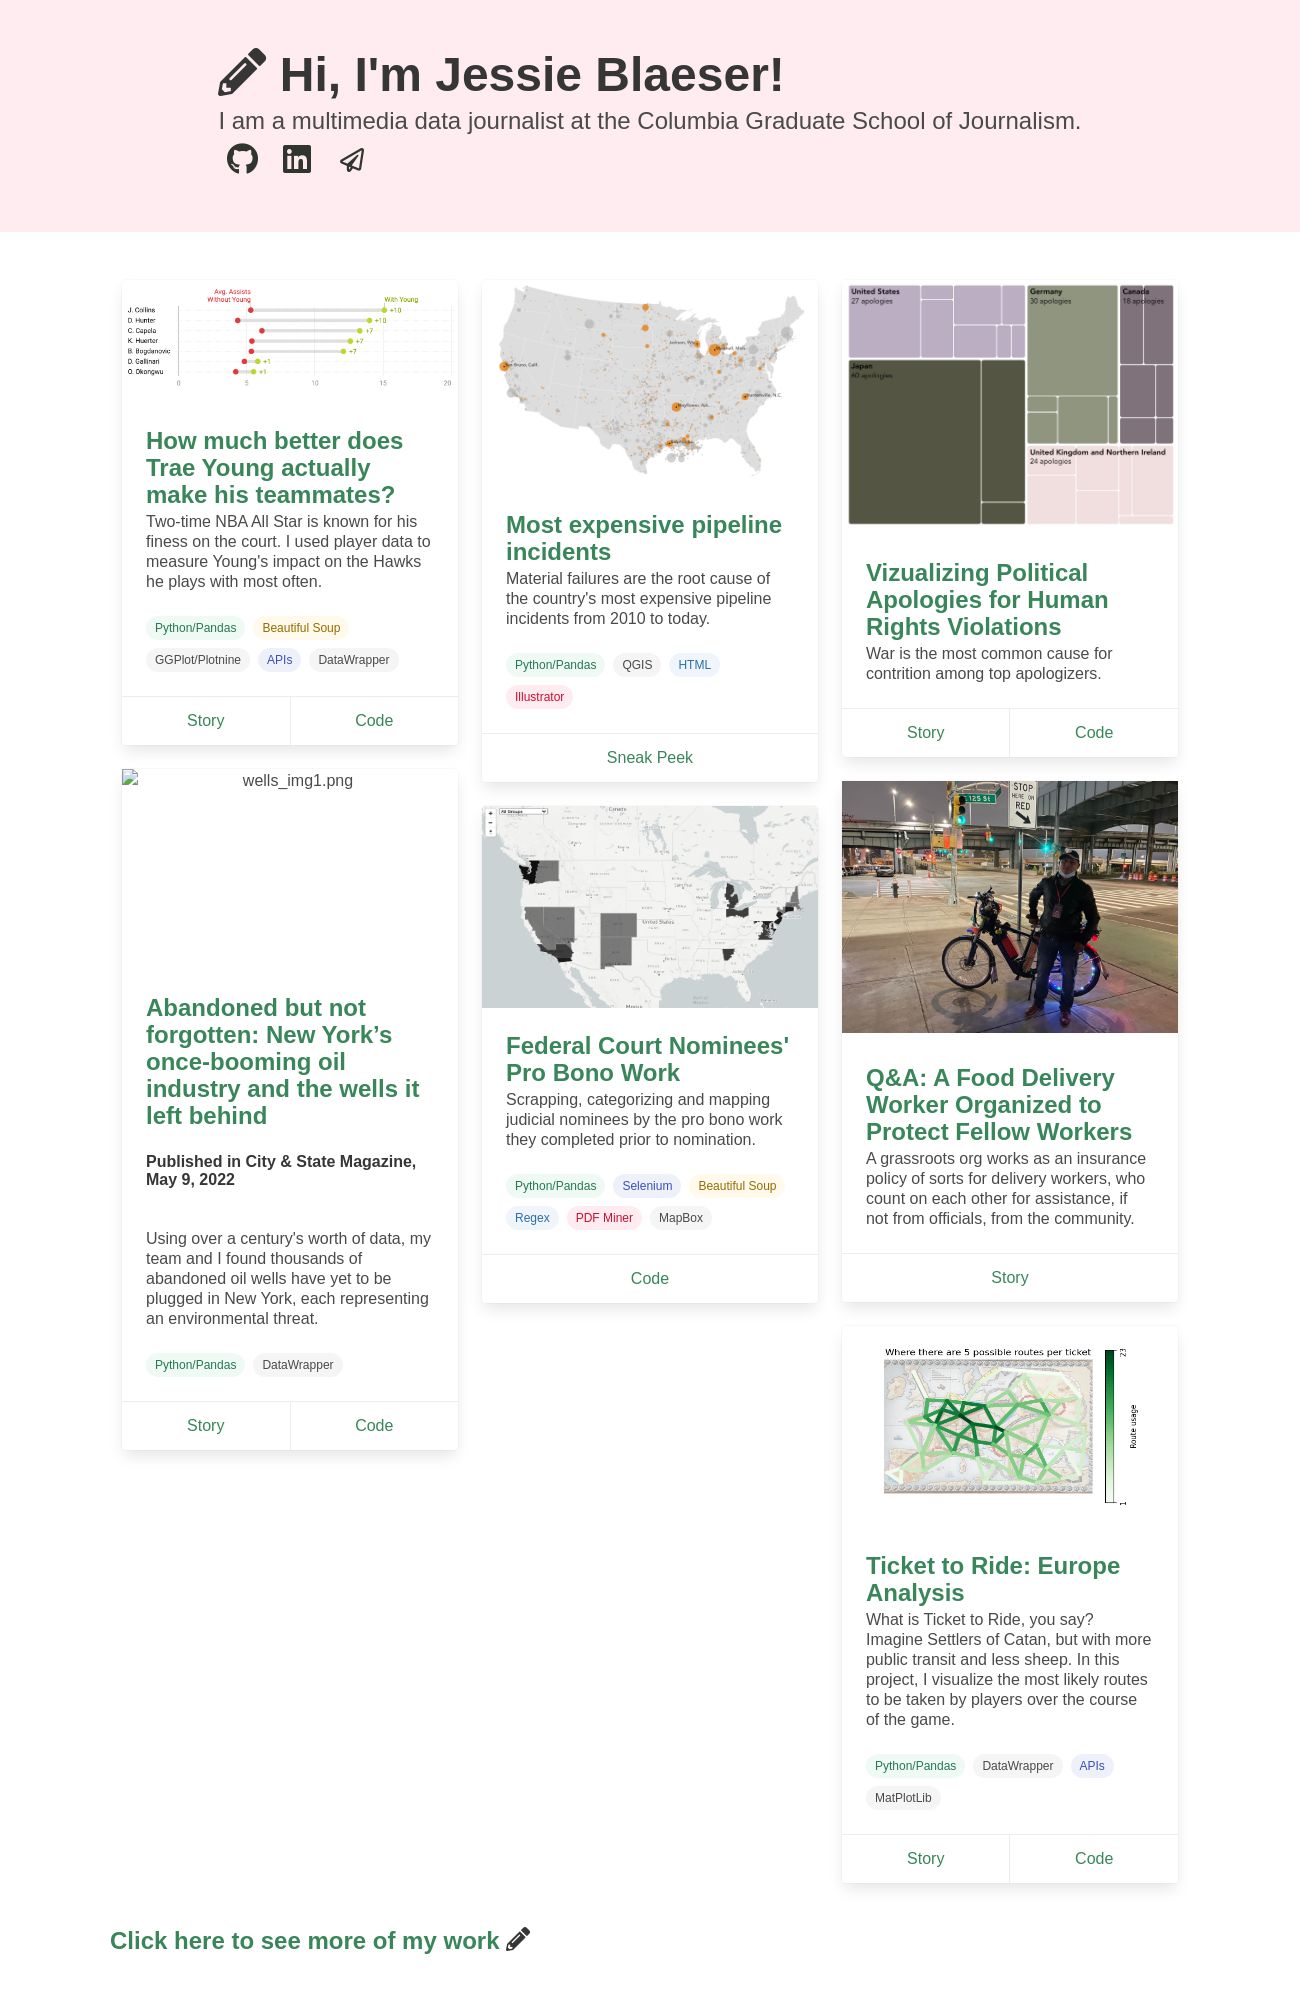 Hi, I'm Jessie Blaeser!
I am a multimedia data journalist at the Columbia Graduate School of Journalism.
Avg. Assists
Without Young
With Young
J. Collins
+10
D. Hunter
+10
C. Capela
+7
K. Huerter
+7
B. Bogdanovic
+7
D. Gallinari
+1
O. Okongwu
+1
0 5 10 15 20
How much better does
Trae Young actually
make his teammates?
Two-time NBA All Star is known for his
finess on the court. I used player data to
measure Young's impact on the Hawks
he plays with most often.
Python/Pandas Beautiful Soup
GGPlot/Plotnine APIs DataWrapper
Story Code
wells_img1.png
Abandoned but not
forgotten: New York’s
once-booming oil
industry and the wells it
left behind
Published in City & State Magazine,
May 9, 2022
Using over a century's worth of data, my
team and I found thousands of
abandoned oil wells have yet to be
plugged in New York, each representing
an environmental threat.
Python/Pandas DataWrapper
Story Code
Most expensive pipeline
incidents
Material failures are the root cause of
the country's most expensive pipeline
incidents from 2010 to today.
Python/Pandas QGIS HTML
Illustrator
Sneak Peek
All Groups
Canada
United States
Mexico
Federal Court Nominees'
Pro Bono Work
Scrapping, categorizing and mapping
judicial nominees by the pro bono work
they completed prior to nomination.
Python/Pandas Selenium Beautiful Soup
Regex PDF Miner MapBox
Code
United States
27 apologies
Germany
30 apologies
Canada
18 apologies
Japan
60 apologies
United Kingdom and Northern Ireland
24 apologies
Vizualizing Political
Apologies for Human
Rights Violations
War is the most common cause for
contrition among top apologizers.
Story Code
STOP
HERE ON
RED
125 St
Q&A: A Food Delivery
Worker Organized to
Protect Fellow Workers
A grassroots org works as an insurance
policy of sorts for delivery workers, who
count on each other for assistance, if
not from officials, from the community.
Story
Where there are 5 possible routes per ticket
23
Route usage
1
Ticket to Ride: Europe
Analysis
What is Ticket to Ride, you say?
Imagine Settlers of Catan, but with more
public transit and less sheep. In this
project, I visualize the most likely routes
to be taken by players over the course
of the game.
Python/Pandas DataWrapper APIs
MatPlotLib
Story Code
Click here to see more of my work